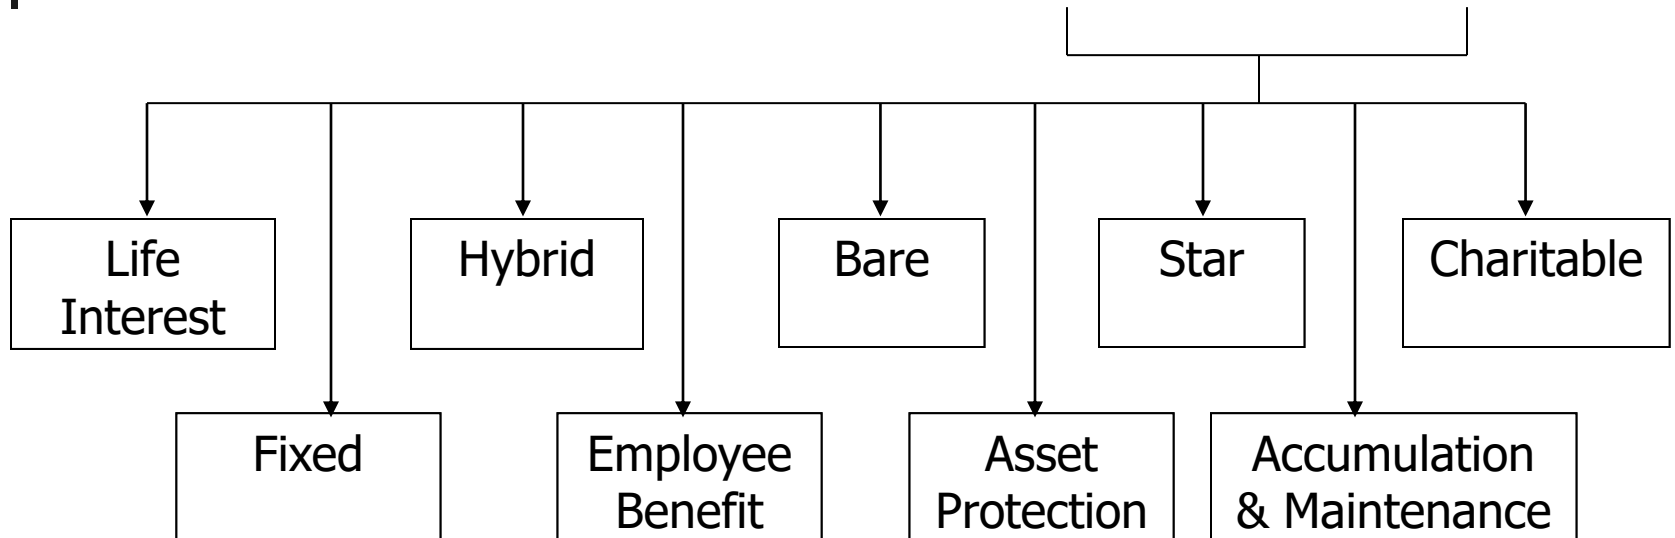 Life
Interest
Hybrid
Bare
Star
Charitable
Fixed
Employee
Benefit
Asset
Protection
Accumulation
& Maintenance